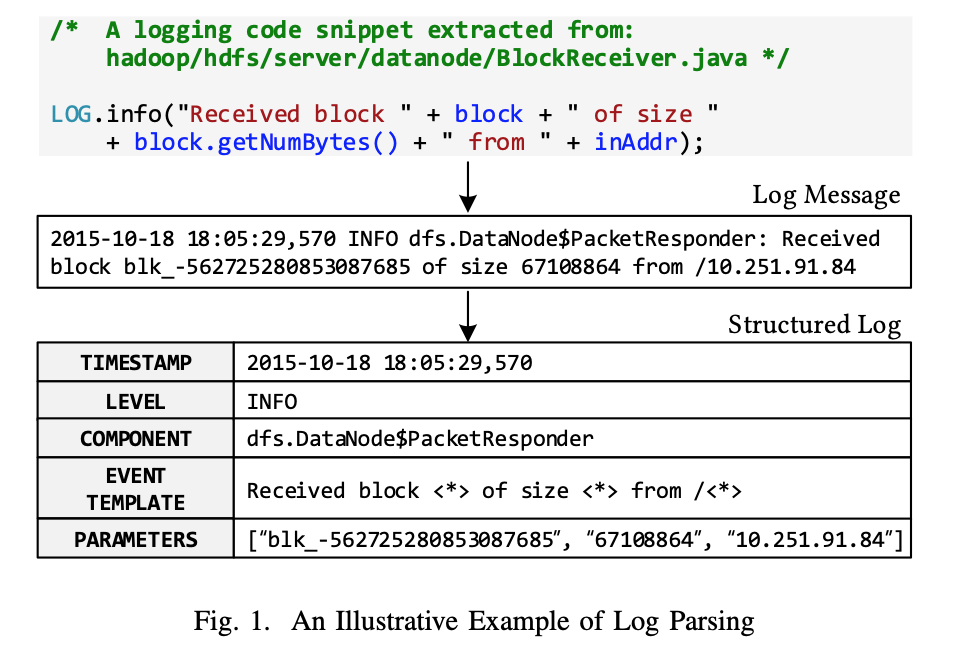 /*  A logging code snippet extracted from:
hadoop/hdfs/server/datanode/BlockReceiver.java */
LOG.info("Received block " + block + " of size "
+ block.getNumBytes() + " from " + inAddr);
Log Message
2015-10-18 18:05:29,570 INFO dfs.DataNode$PacketResponder: Received
block blk_-562725280853087685 of size 67108864 from /10.251.91.84
Structured Log
TIMESTAMP 2015-10-18 18:05:29,570
LEVEL INFO
COMPONENT dfs.DataNode$PacketResponder
EVENT
TEMPLATE
Received block <*> of size <*> from /<*>
PARAMETERS ["blk_-562725280853087685", "67108864", "10.251.91.84"]
Fig. 1.  An Illustrative Example of Log Parsing